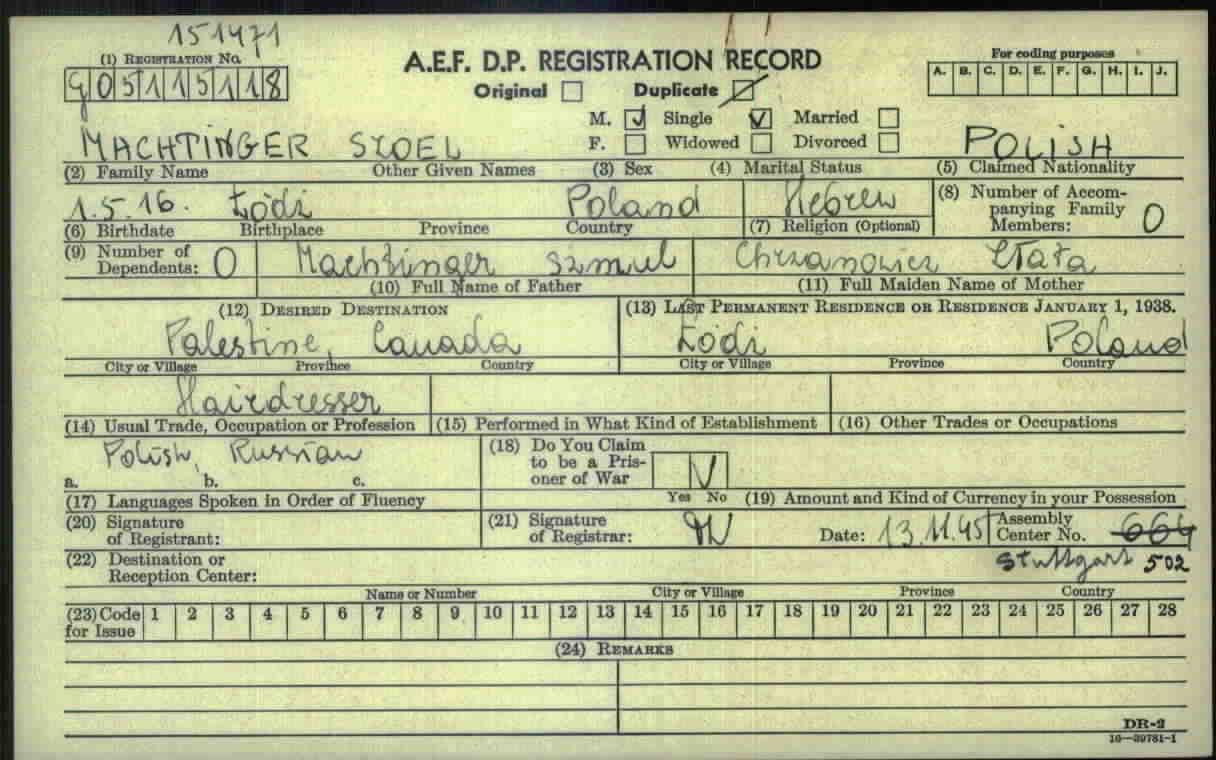 151471
(1) Registration No.
G05115118
A.E.F. D.P. REGISTRATION RECORD
Original Duplicate
For coding purposes
A. B. C. D. E. F. G. H. I. J.
M. Single Married
F. Widowed Divorced
MACHTINGER SZOEL POLISH
(2) Family Name Other Given Names (3) Sex (4) Marital Status (5) Claimed Nationality
1.5.16. Łódź Poland Hebrew
(6) Birthdate Birthplace Province Country (7) Religion (Optional)
(8) Number of Accompanying Family Members: 0
(9) Number of Dependents: 0
Machtinger Szmul Chrzanowicz Złata
(10) Full Name of Father (11) Full Maiden Name of Mother
(12) Desired Destination (13) Last Permanent Residence or Residence January 1, 1938.
Palestine, Canada Łódź Poland
City or Village Province Country City or Village Province Country
Hairdresser
(14) Usual Trade, Occupation or Profession (15) Performed in What Kind of Establishment (16) Other Trades or Occupations
Polish, Russian
a. b. c.
(17) Languages Spoken in Order of Fluency
(18) Do You Claim to be a Prisoner of War
Yes No (19) Amount and Kind of Currency in your Possession
(20) Signature of Registrant:
(21) Signature of Registrar:
Date: 13.11.45 Assembly Center No. 664
Stuttgart 502
(22) Destination or Reception Center:
Name or Number City or Village Province Country
(23) Code for Issue 1 2 3 4 5 6 7 8 9 10 11 12 13 14 15 16 17 18 19 20 21 22 23 24 25 26 27 28
(24) Remarks
DR-2
16—39781-1